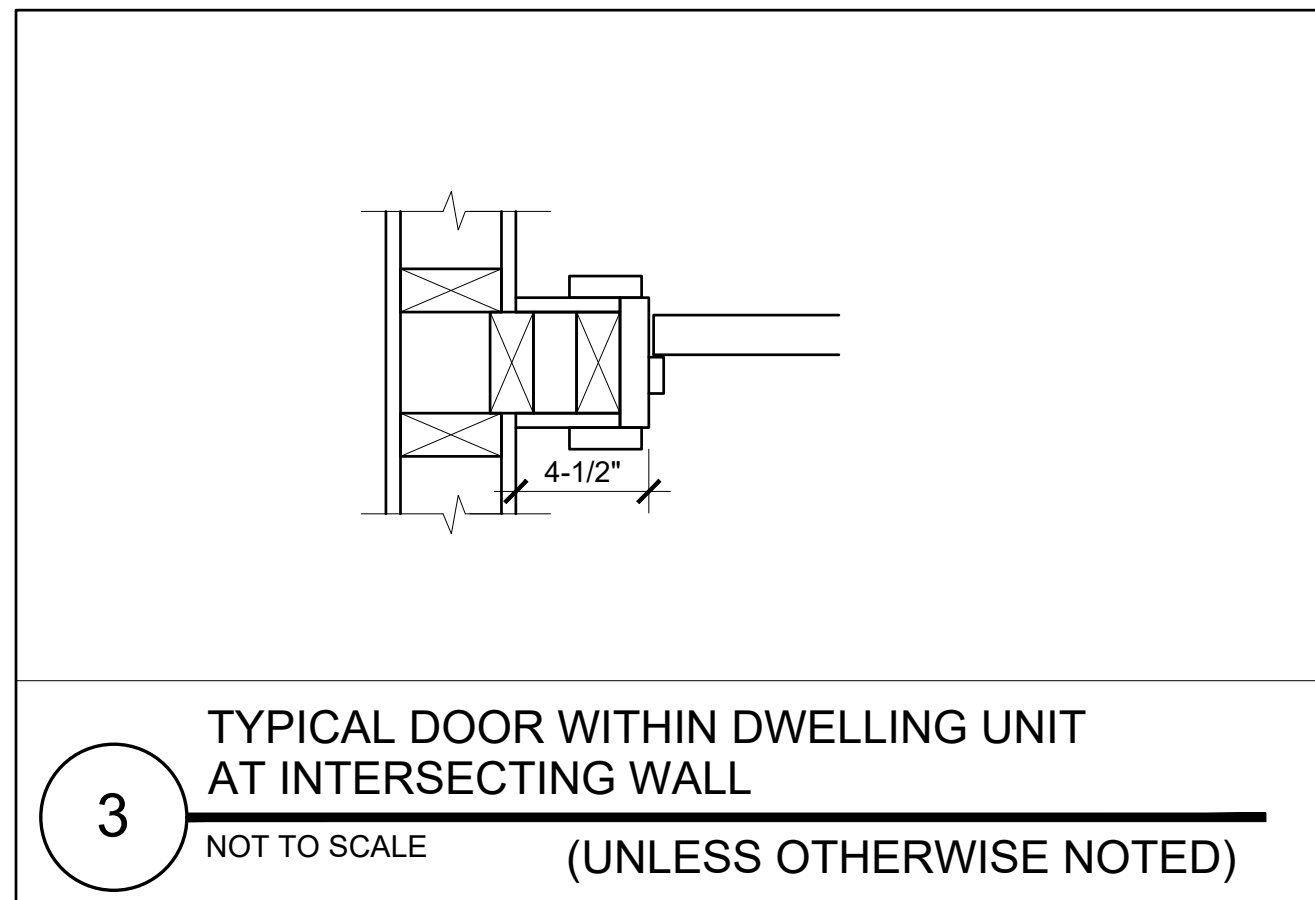 4-1/2"
TYPICAL DOOR WITHIN DWELLING UNIT
AT INTERSECTING WALL
3
NOT TO SCALE
(UNLESS OTHERWISE NOTED)